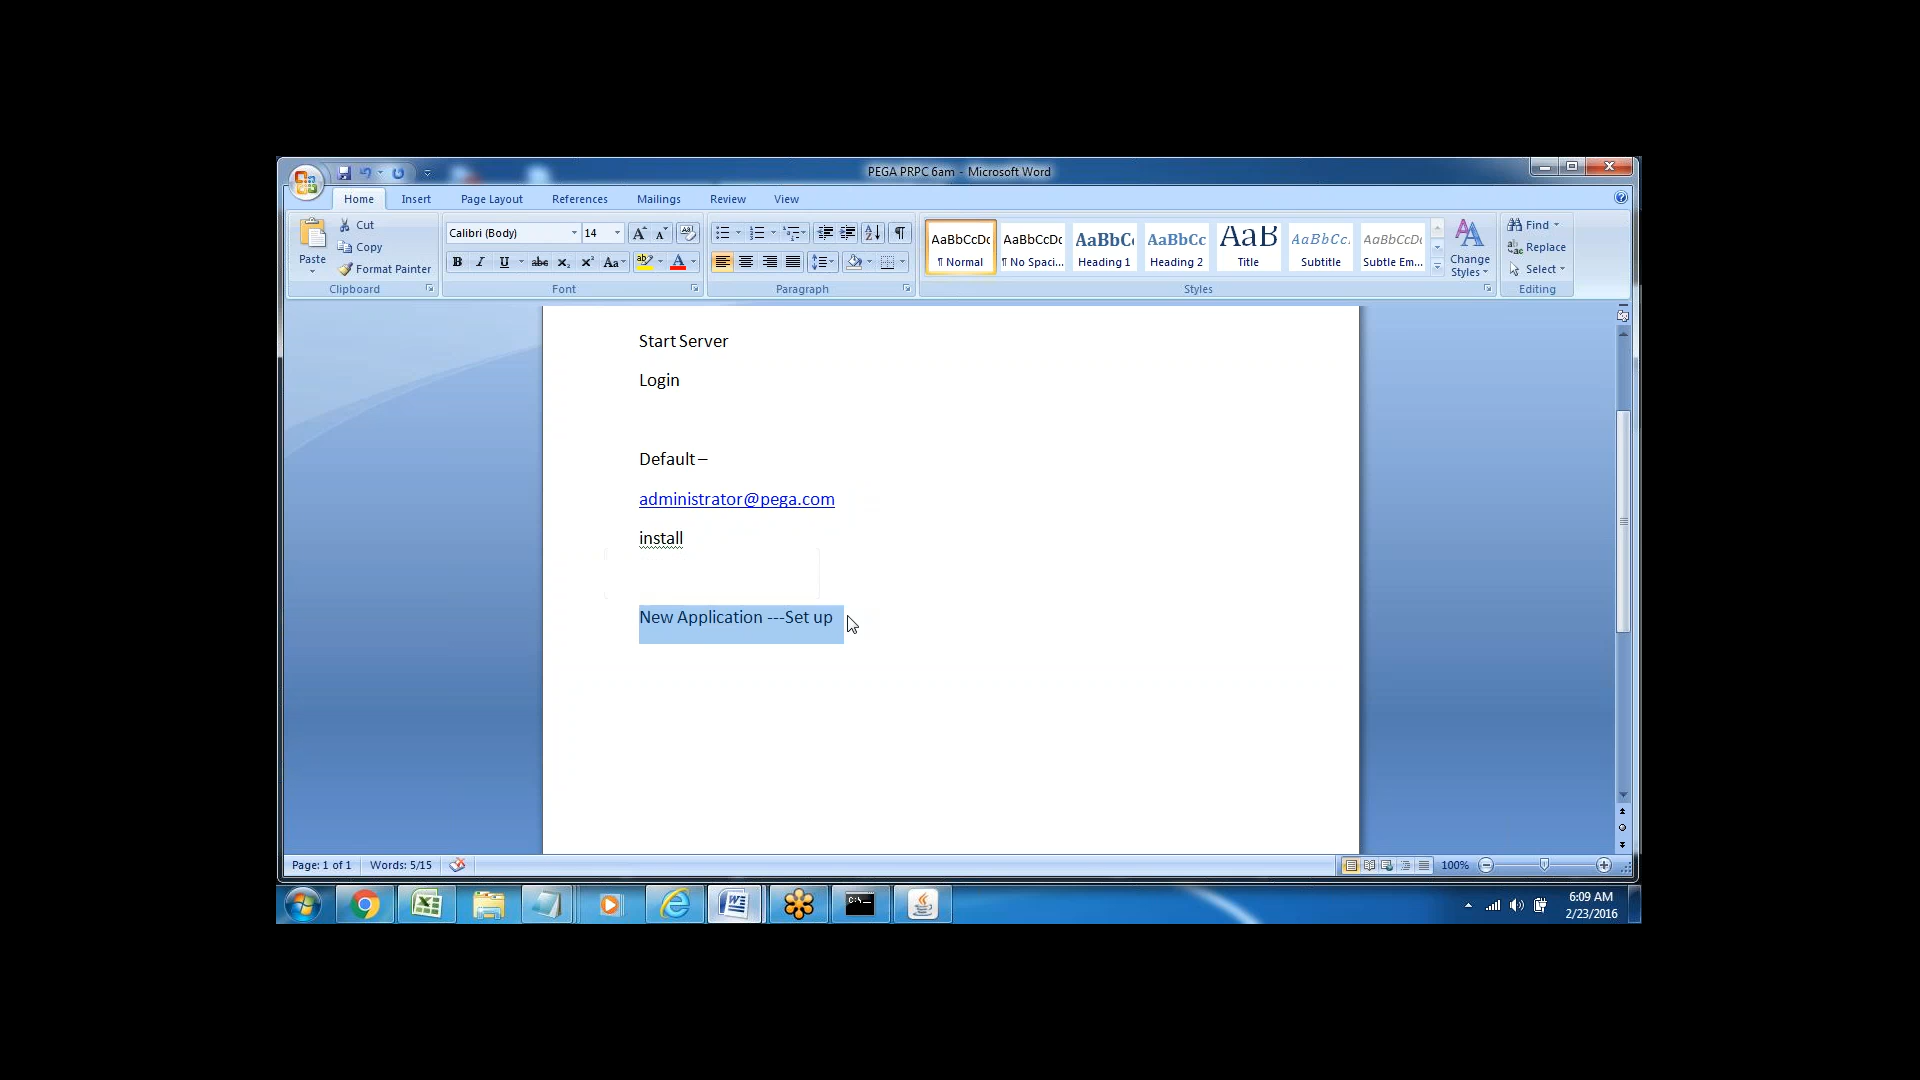 PEGA PRPC 6am - Microsoft Word
Home Insert Page Layout References Mailings Review View
Paste
Cut
Copy
Format Painter
Clipboard
Calibri (Body) 14
Font
Paragraph
AaBbCcDc AaBbCcDc AaBbC AaBbCc AaB AaBbCc. AaBbCcDc
¶ Normal ¶ No Spaci... Heading 1 Heading 2 Title Subtitle Subtle Em...
Change Styles
Styles
Find
Replace
Select
Editing
Start Server
Login
Default –
administrator@pega.com
install
New Application ---Set up
Page: 1 of 1 Words: 5/15 100%
6:09 AM
2/23/2016